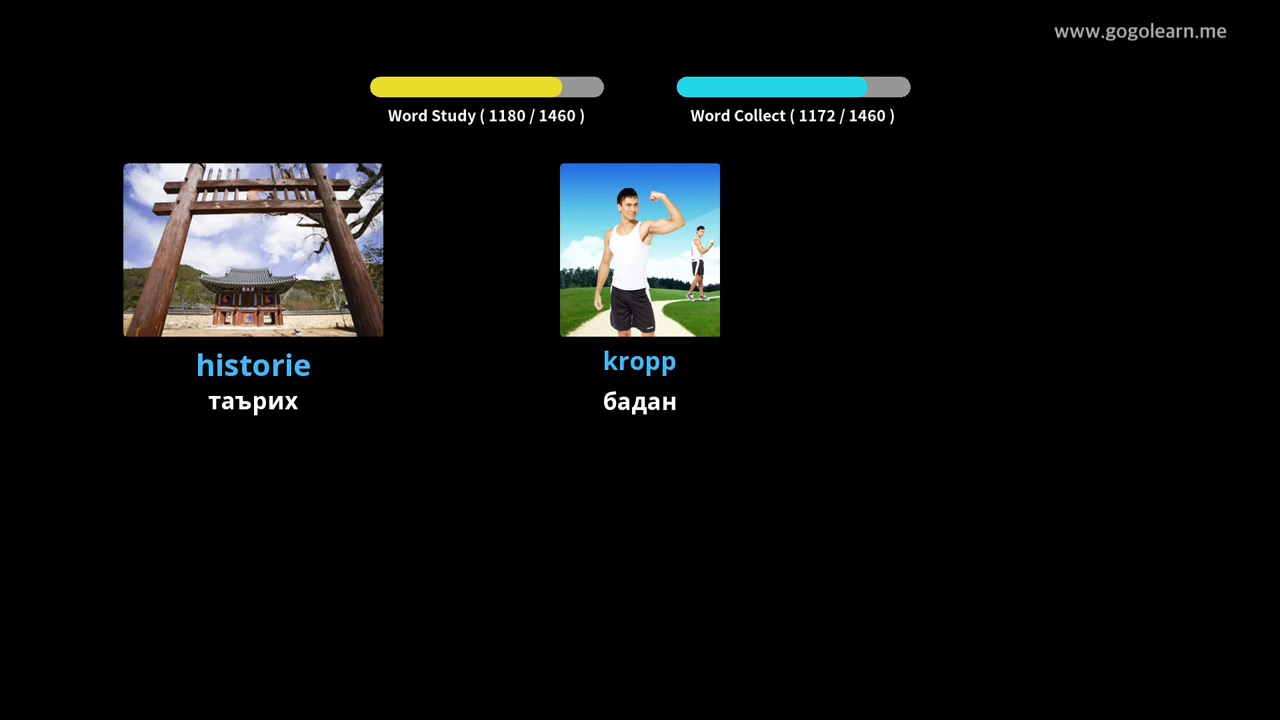 www.gogolearn.me
Word Study ( 1180 / 1460 )
Word Collect ( 1172 / 1460 )
historie
таърих
kropp
бадан